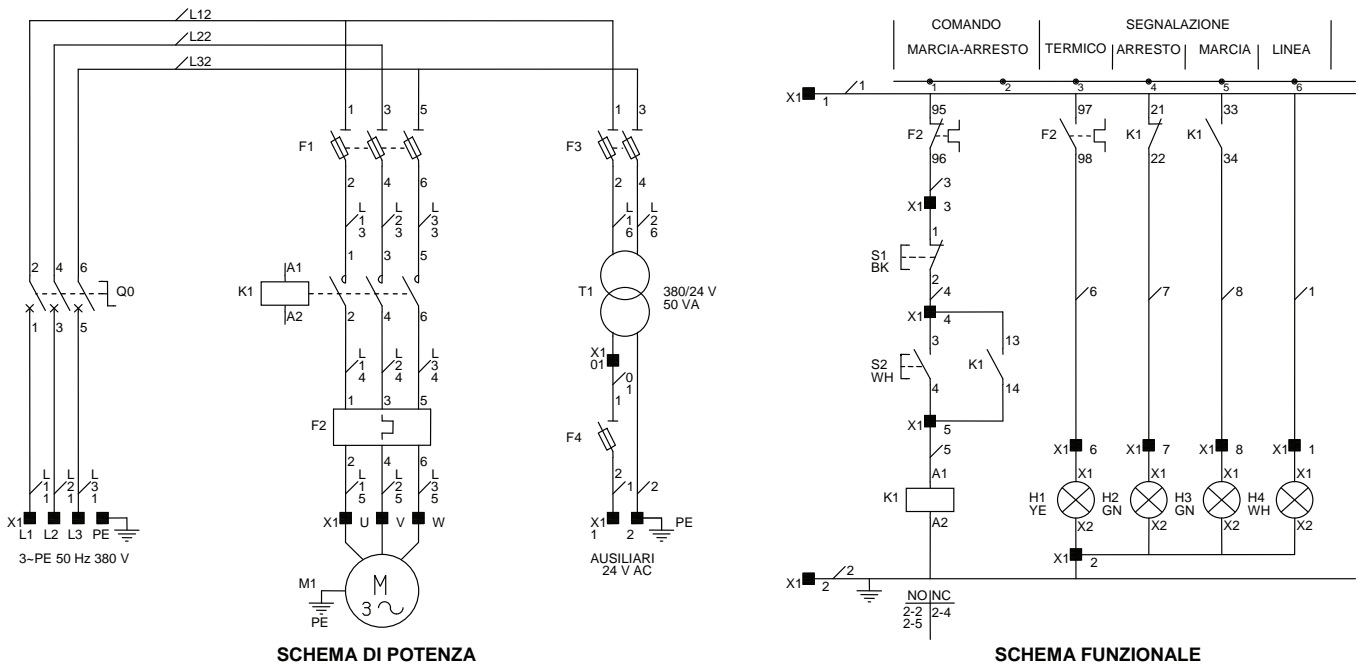 L12
L22
L32
1 3 5
F1
2 4 6
L13 L23 L33
1 3
F3
2 4
L16 L26
2 4 6
Q0
1 3 5
A1
K1
A2
1 3 5
2 4 6
T1
380/24 V
50 VA
X1
01
01
L14 L24 L34
1 3 5
F2
2 4 6
1
F4
2
L11 L21 L31
L15 L25 L35
1 2
X1
L1 L2 L3 PE
3~PE 50 Hz 380 V
X1 U V W
M1
M
3
PE
X1 PE
1 2
AUSILIARI
24 V AC
SCHEMA DI POTENZA
COMANDO SEGNALAZIONE
MARCIA-ARRESTO TERMICO ARRESTO MARCIA LINEA
1 2 3 4 5 6
X1 1 1
95 97 21 33
F2 F2 K1 K1
96 98 22 34
3
X1 3
1
S1
BK
2
4 6 7 8 1
X1 4
3 13
S2
WH
K1
4 14
X1 5
X1 6 X1 7 X1 8 X1 1
5
A1 X1 X1 X1 X1
K1
H1
YE
H2
GN
H3
GN
H4
WH
A2 X2 X2 X2 X2
X1 2
X1 2 2
NO NC
2-2 2-4
2-5
SCHEMA FUNZIONALE